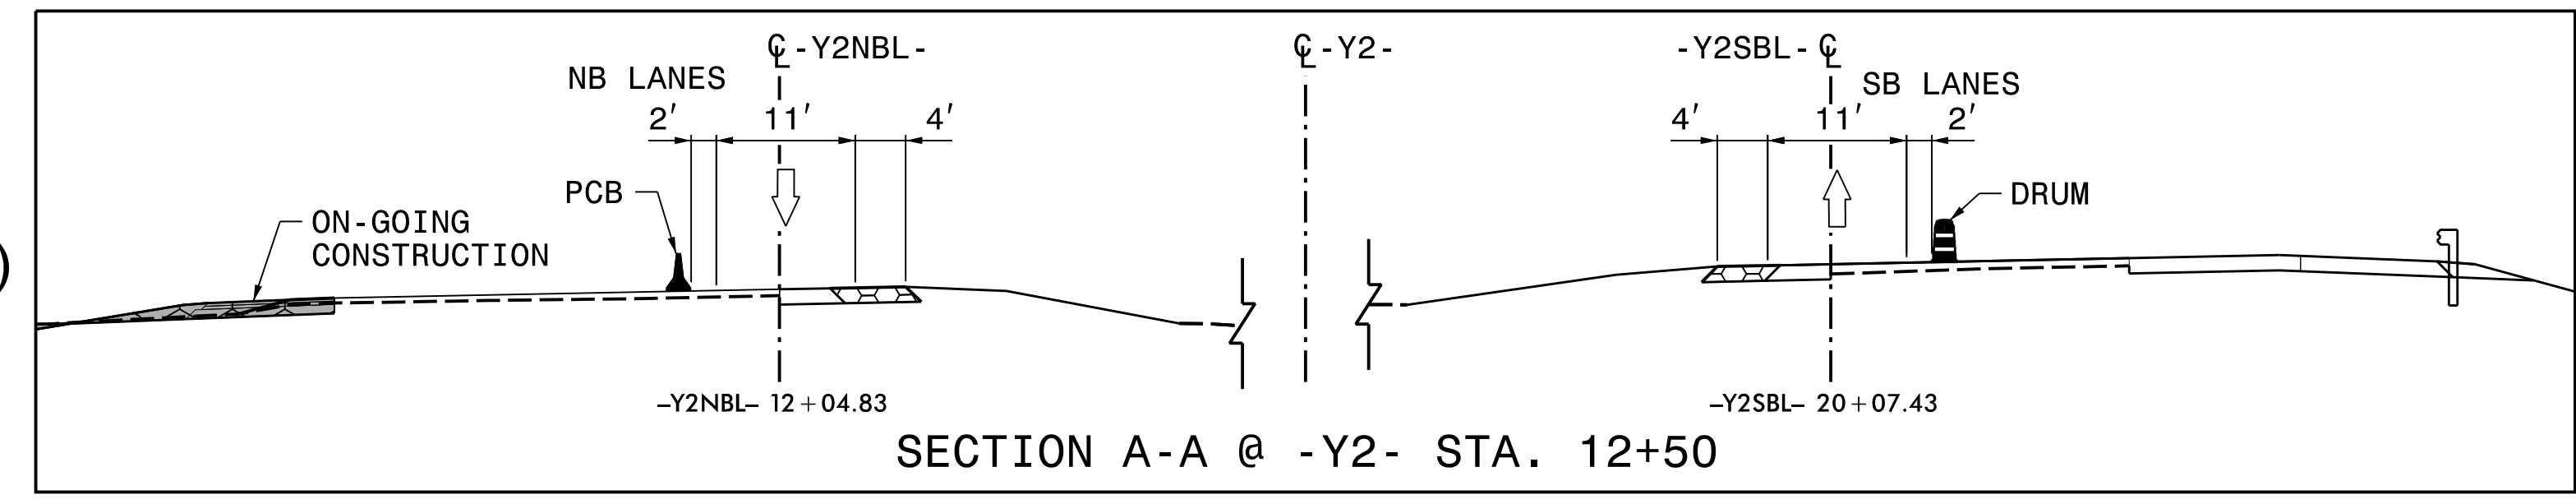 ℄ -Y2NBL-
℄ -Y2-
-Y2SBL- ℄
NB LANES
SB LANES
2' 11' 4'
4' 11' 2'
PCB
DRUM
ON-GOING
CONSTRUCTION
)
–Y2NBL– 12+04.83
–Y2SBL– 20+07.43
SECTION A-A @ -Y2- STA. 12+50